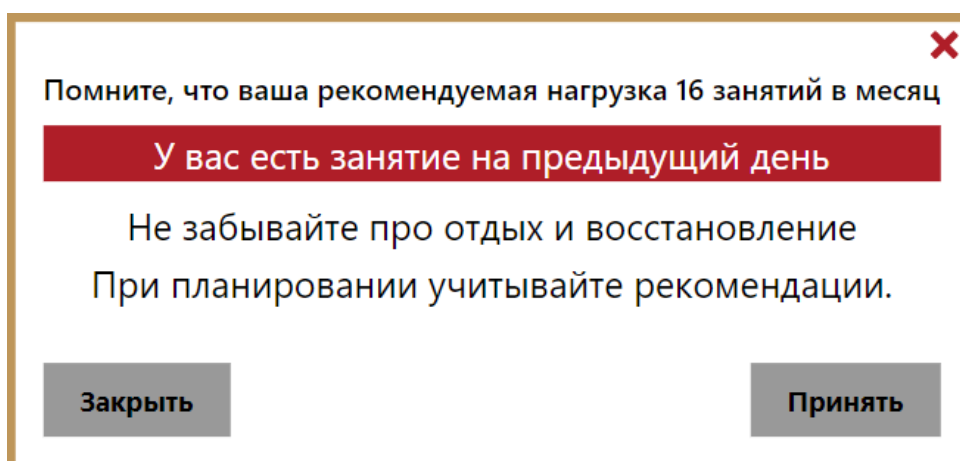 Помните, что ваша рекомендуемая нагрузка 16 занятий в месяц
У вас есть занятие на предыдущий день
Не забывайте про отдых и восстановление
При планировании учитывайте рекомендации.
Закрыть
Принять